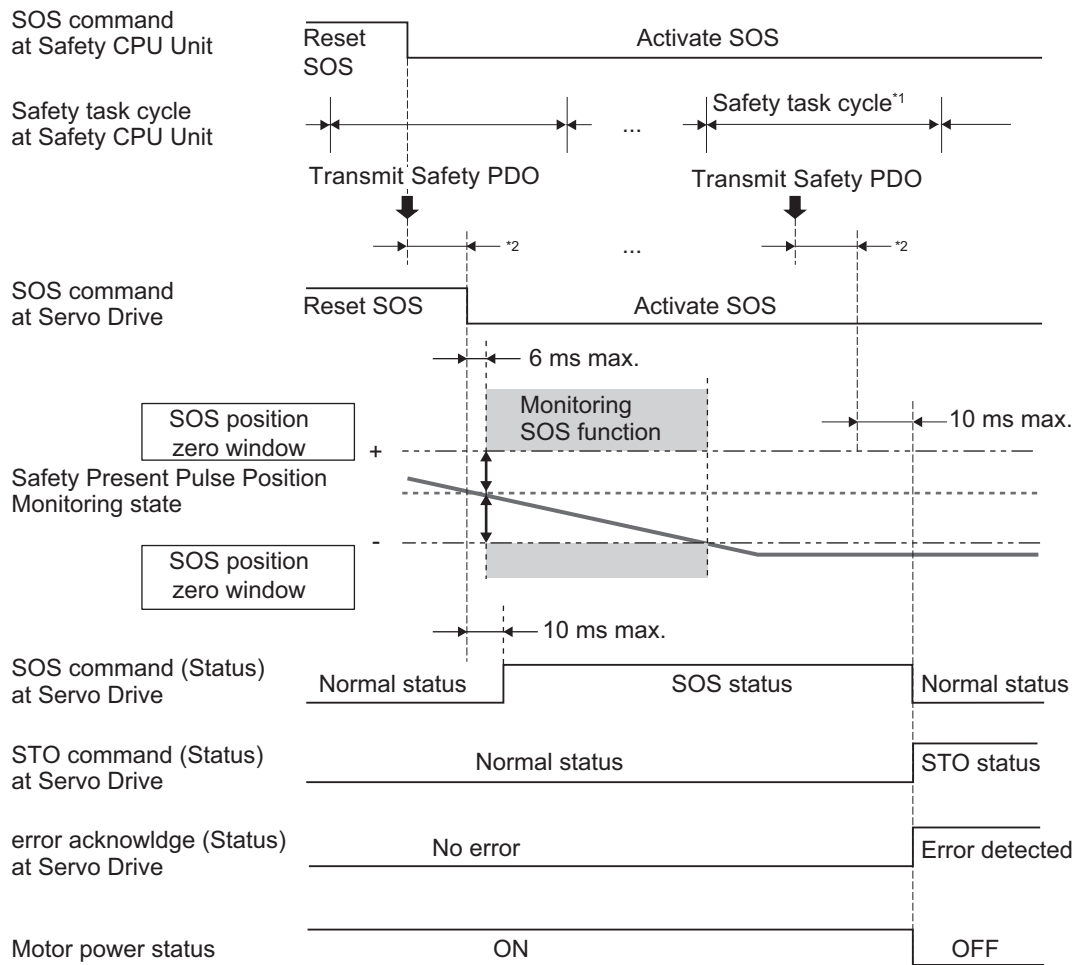 SOS command
at Safety CPU Unit
Reset
SOS
Activate SOS
Safety task cycle
at Safety CPU Unit
...
Safety task cycle*1
Transmit Safety PDO
Transmit Safety PDO
*2
...
*2
SOS command
at Servo Drive
Reset SOS
Activate SOS
6 ms max.
SOS position
zero window
+
Monitoring
SOS function
10 ms max.
Safety Present Pulse Position
Monitoring state
-
SOS position
zero window
10 ms max.
SOS command (Status)
at Servo Drive
Normal status
SOS status
Normal status
STO command (Status)
at Servo Drive
Normal status
STO status
error acknowldge (Status)
at Servo Drive
No error
Error detected
Motor power status
ON
OFF